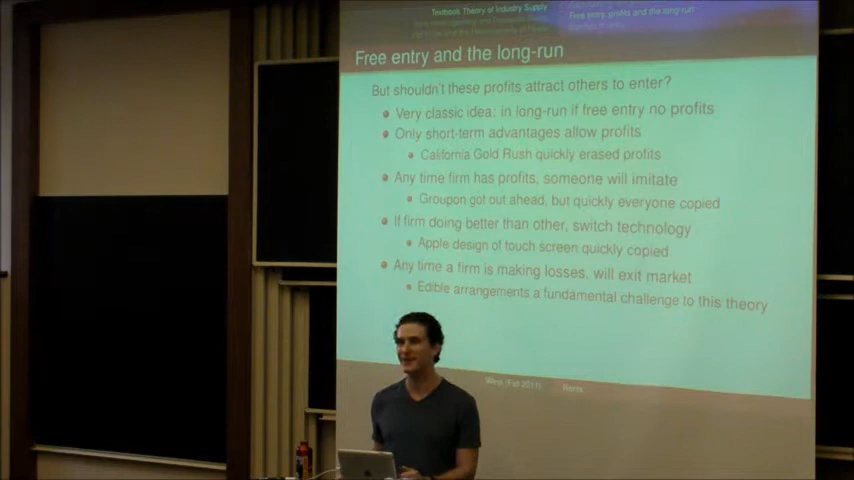 Textbook Theory of Industry Supply
Free entry, profits and the long-run
Free entry and the long-run
But shouldn't these profits attract others to enter?
Very classic idea: in long-run if free entry no profits
Only short-term advantages allow profits
California Gold Rush quickly erased profits
Any time firm has profits, someone will imitate
Groupon got out ahead, but quickly everyone copied
If firm doing better than other, switch technology
Apple design of touch screen quickly copied
Any time a firm is making losses, will exit market
Edible arrangements a fundamental challenge to this theory
(Fall 2011)